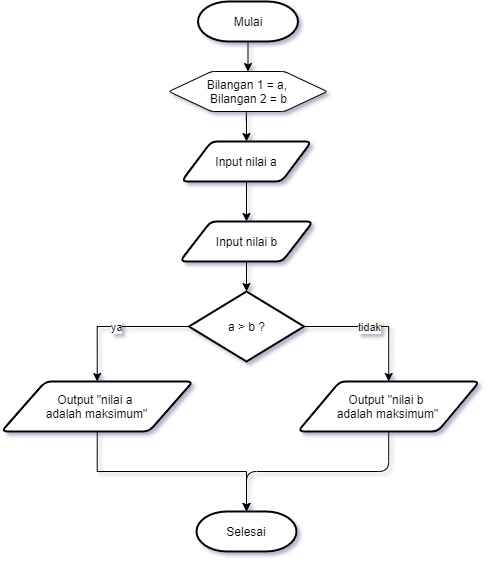 Mulai
Bilangan 1 = a,
Bilangan 2 = b
Input nilai a
Input nilai b
a > b ?
ya
tidak
Output "nilai a
adalah maksimum"
Output "nilai b
adalah maksimum"
Selesai